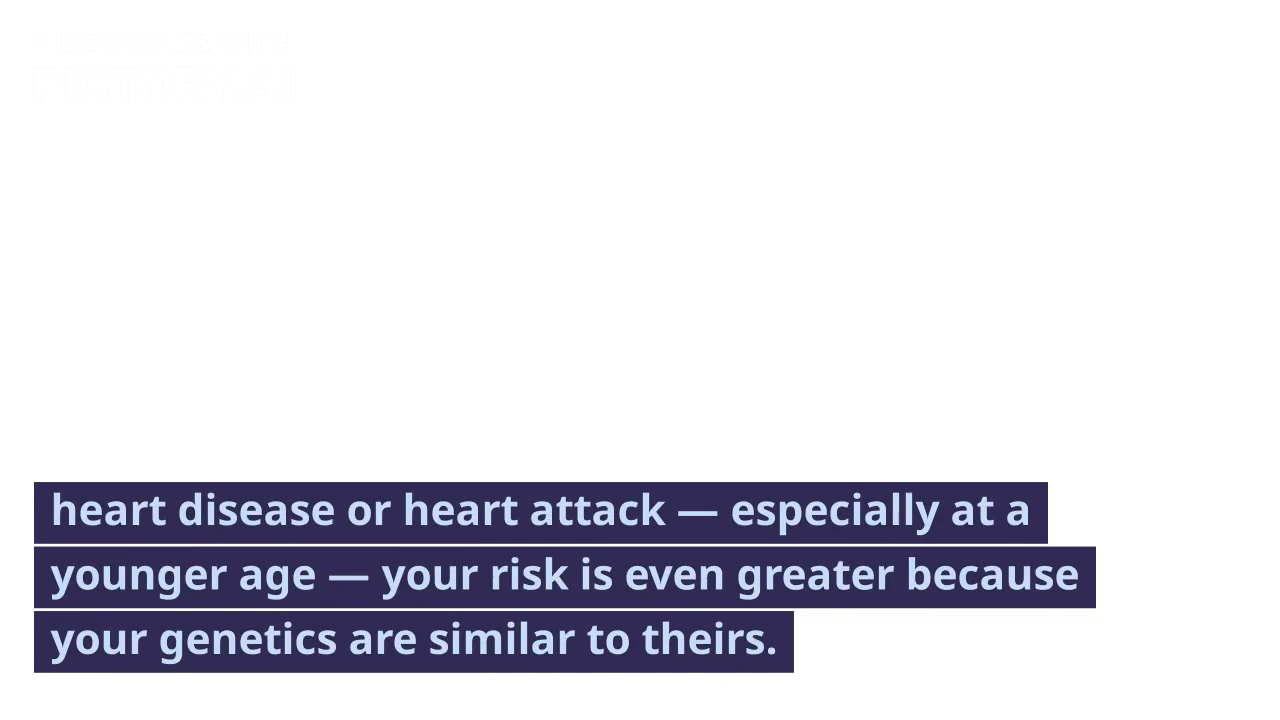 heart disease or heart attack — especially at a
younger age — your risk is even greater because
your genetics are similar to theirs.